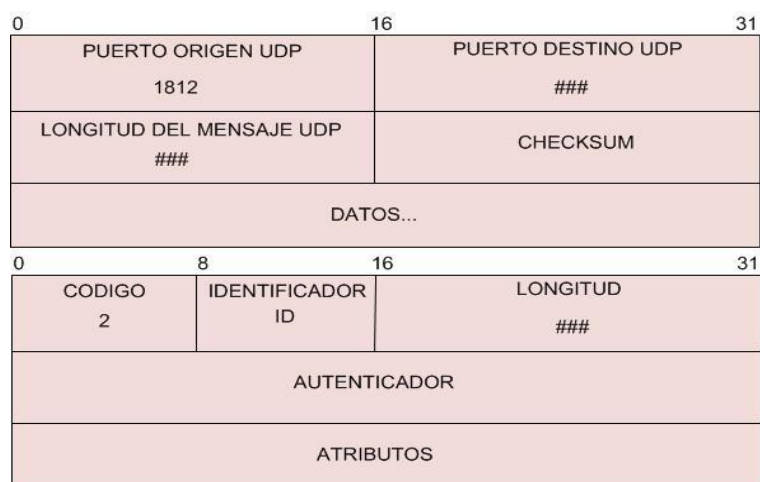 0 16 31
PUERTO ORIGEN UDP PUERTO DESTINO UDP
1812 ###
LONGITUD DEL MENSAJE UDP CHECKSUM
###
DATOS...
0 8 16 31
CODIGO IDENTIFICADOR LONGITUD
2 ID ###
AUTENTICADOR
ATRIBUTOS